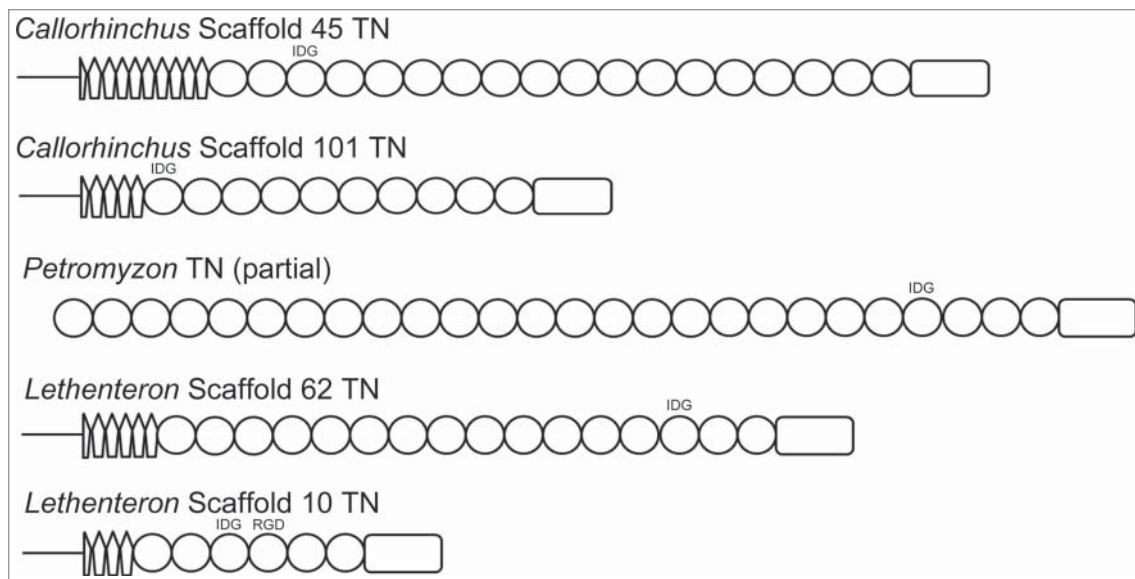 Callorhinchus Scaffold 45 TN
IDG
Callorhinchus Scaffold 101 TN
IDG
Petromyzon TN (partial)
IDG
Lethenteron Scaffold 62 TN
IDG
Lethenteron Scaffold 10 TN
IDG RGD